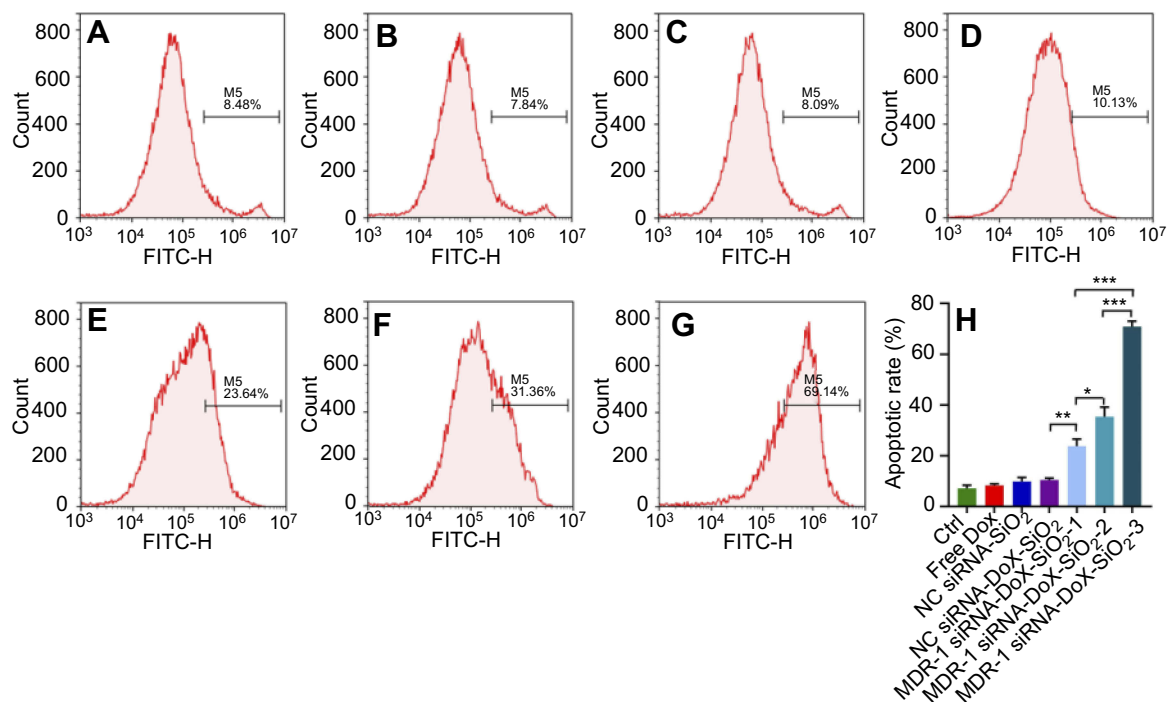 A
Count
800
600
400
200
0
M5
8.48%
10³ 10⁴ 10⁵ 10⁶ 10⁷
FITC-H
B
Count
800
600
400
200
0
M5
7.84%
10³ 10⁴ 10⁵ 10⁶ 10⁷
FITC-H
C
Count
800
600
400
200
0
M5
8.09%
10³ 10⁴ 10⁵ 10⁶ 10⁷
FITC-H
D
Count
800
600
400
200
0
M5
10.13%
10³ 10⁴ 10⁵ 10⁶ 10⁷
FITC-H
E
Count
800
600
400
200
0
M5
23.64%
10³ 10⁴ 10⁵ 10⁶ 10⁷
FITC-H
F
Count
800
600
400
200
0
M5
31.36%
10³ 10⁴ 10⁵ 10⁶ 10⁷
FITC-H
G
Count
800
600
400
200
0
M5
69.14%
10³ 10⁴ 10⁵ 10⁶ 10⁷
FITC-H
H
Apoptotic rate (%)
80
60
40
20
0
***
***
*
**
Ctrl
Free Dox
NC siRNA-SiO₂
NC siRNA-DoX-SiO₂
MDR-1 siRNA-DoX-SiO₂-1
MDR-1 siRNA-DoX-SiO₂-2
MDR-1 siRNA-DoX-SiO₂-3